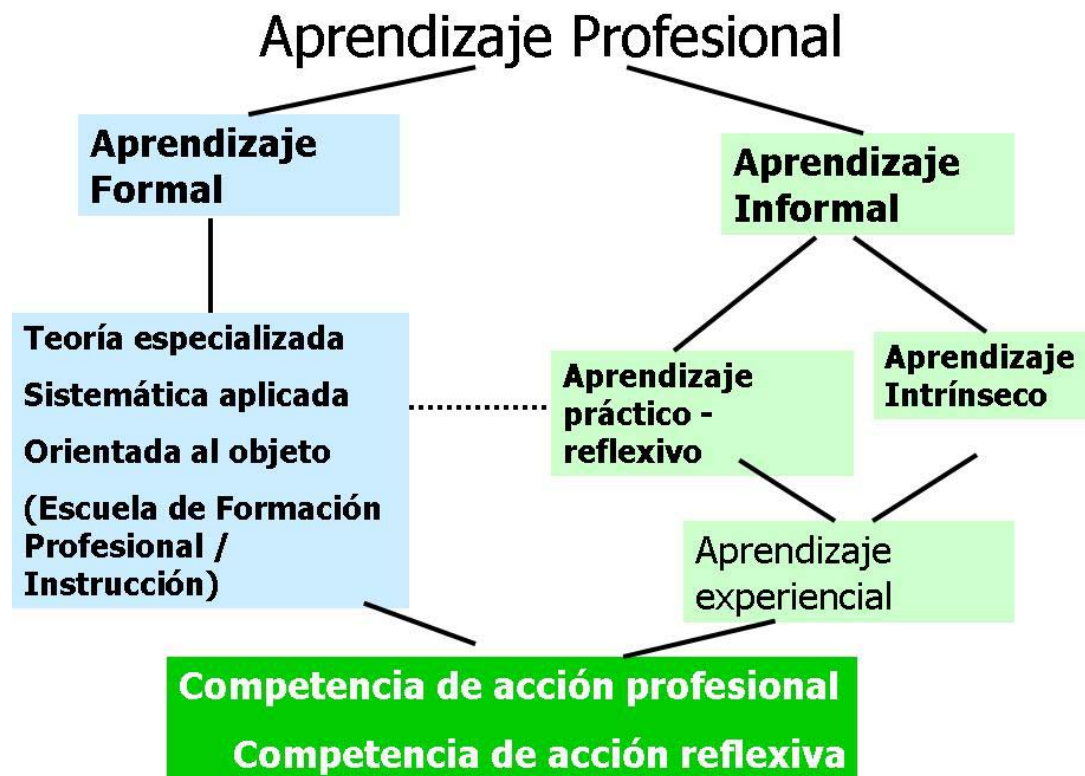 Aprendizaje Profesional
Aprendizaje
Formal
Aprendizaje
Informal
Teoría especializada
Sistemática aplicada
Orientada al objeto
(Escuela de Formación
Profesional /
Instrucción)
Aprendizaje
práctico -
reflexivo
Aprendizaje
Intrínseco
Aprendizaje
experiencial
Competencia de acción profesional
Competencia de acción reflexiva